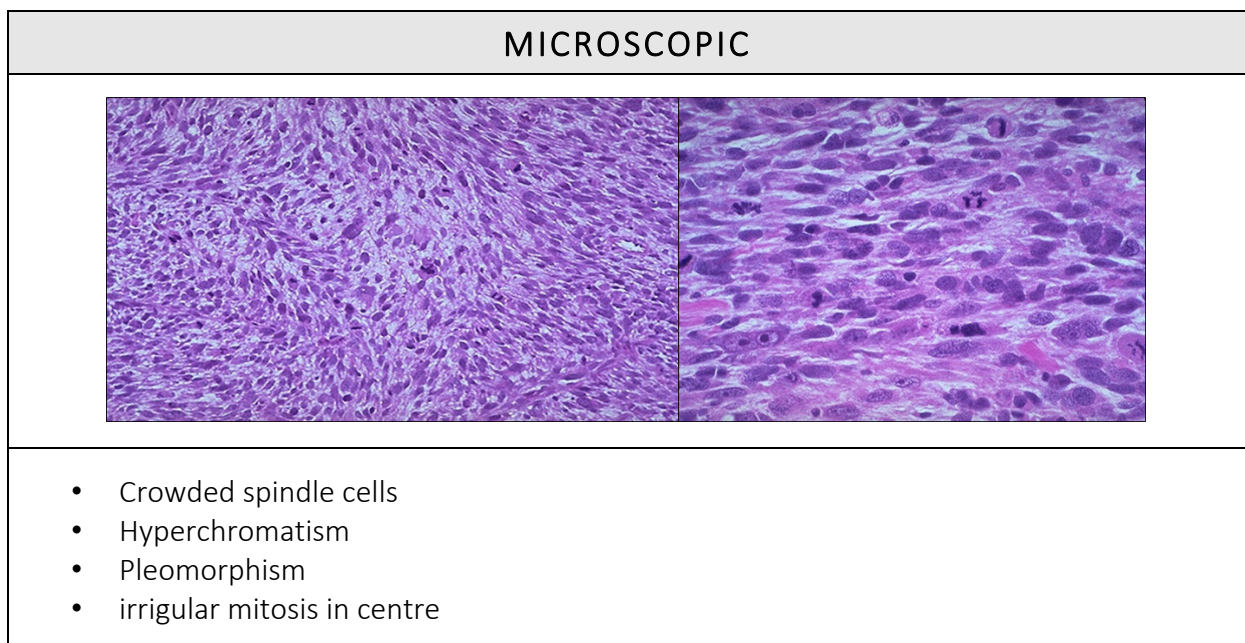 MICROSCOPIC
• Crowded spindle cells
• Hyperchromatism
• Pleomorphism
• irrigular mitosis in centre